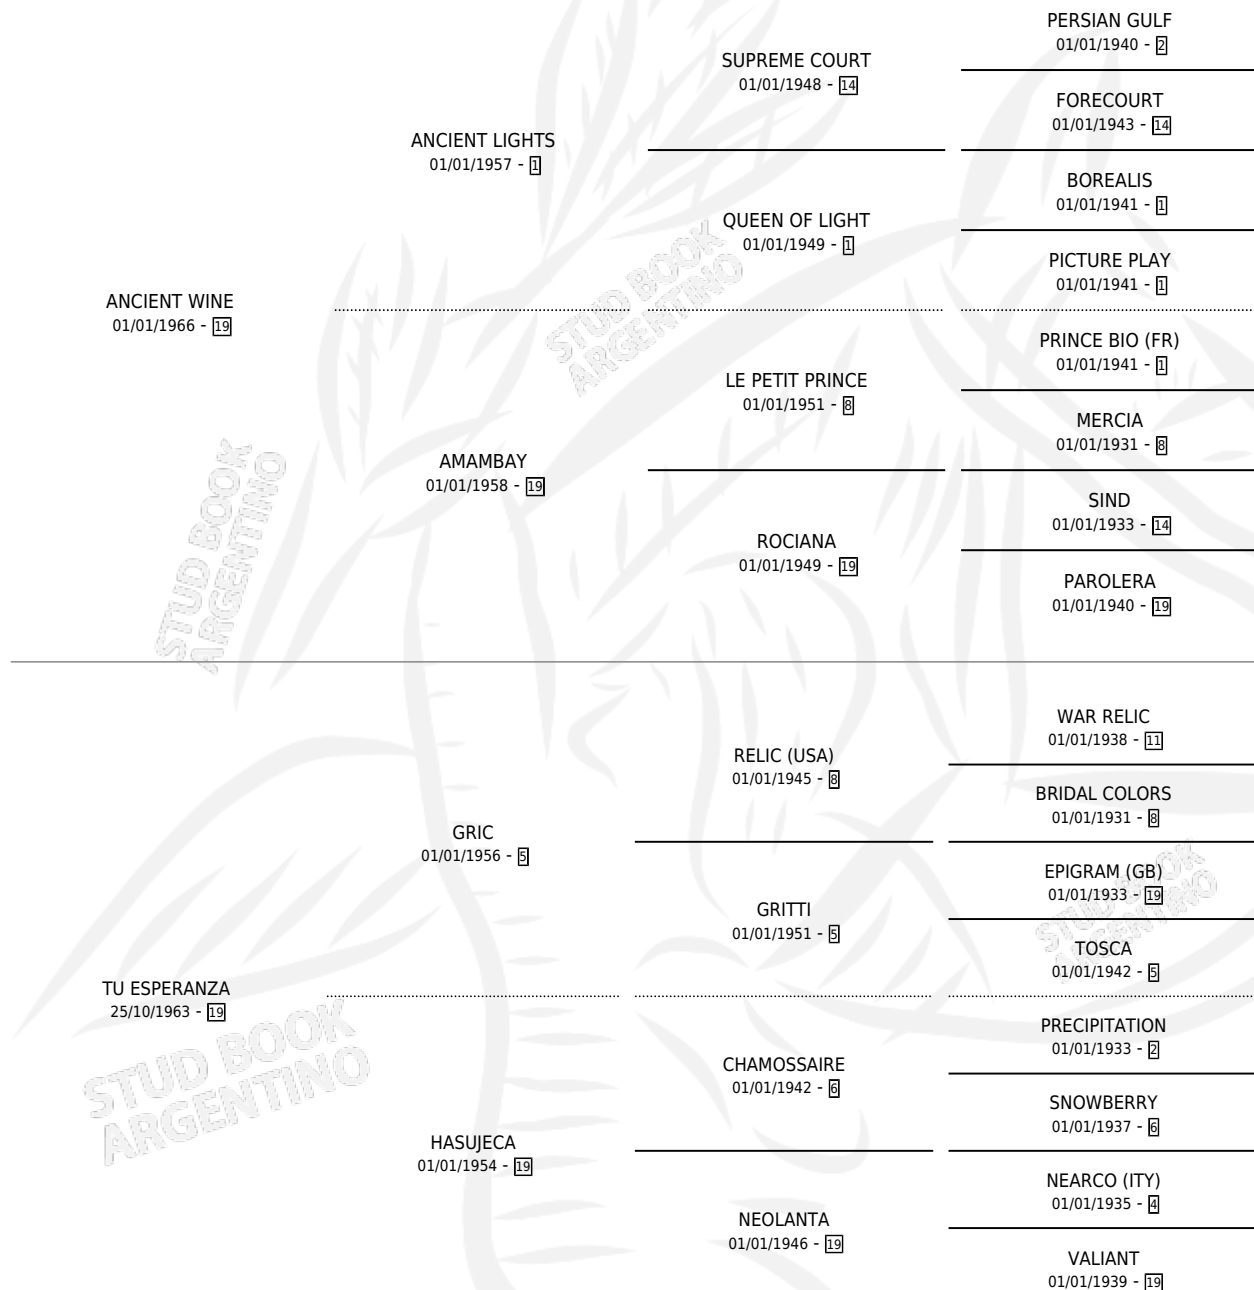 PERSIAN GULF
01/01/1940 - 2
SUPREME COURT
01/01/1948 - 14
FORECOURT
01/01/1943 - 14
ANCIENT LIGHTS
01/01/1957 - 1
BOREALIS
01/01/1941 - 1
QUEEN OF LIGHT
01/01/1949 - 1
PICTURE PLAY
01/01/1941 - 1
ANCIENT WINE
01/01/1966 - 19
STUD BOOK
ARGENTINO
PRINCE BIO (FR)
01/01/1941 - 1
LE PETIT PRINCE
01/01/1951 - 8
MERCIA
01/01/1931 - 8
AMAMBAY
01/01/1958 - 19
SIND
01/01/1933 - 14
ROCIANA
01/01/1949 - 19
PAROLERA
01/01/1940 - 19
STUD BOOK
ARGENTINO
WAR RELIC
01/01/1938 - 11
RELIC (USA)
01/01/1945 - 8
BRIDAL COLORS
01/01/1931 - 8
GRIC
01/01/1956 - 5
EPIGRAM (GB)
01/01/1933 - 19
GRITTI
01/01/1951 - 5
STUD BOOK
ARGENTINO
TOSCA
01/01/1942 - 5
TU ESPERANZA
25/10/1963 - 19
PRECIPITATION
01/01/1933 - 2
CHAMOSSAIRE
01/01/1942 - 6
STUD BOOK
ARGENTINO
SNOWBERRY
01/01/1937 - 6
HASUJECA
01/01/1954 - 19
NEARCO (ITY)
01/01/1935 - 4
NEOLANTA
01/01/1946 - 19
VALIANT
01/01/1939 - 19